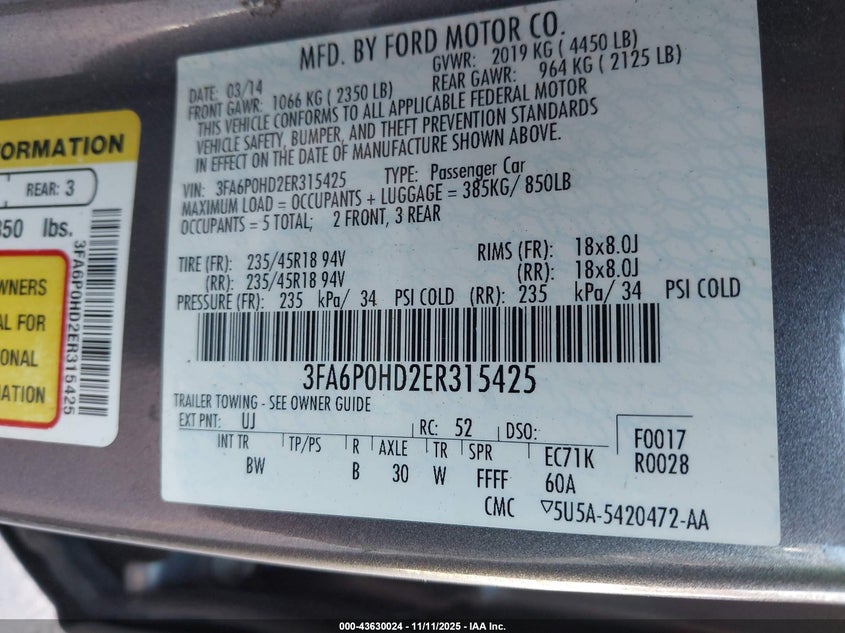 MFD. BY FORD MOTOR CO.
DATE: 03/14
GVWR: 2019 KG ( 4450 LB)
FRONT GAWR: 1066 KG ( 2350 LB)
REAR GAWR: 964 KG ( 2125 LB)
THIS VEHICLE CONFORMS TO ALL APPLICABLE FEDERAL MOTOR
VEHICLE SAFETY, BUMPER, AND THEFT PREVENTION STANDARDS
IN EFFECT ON THE DATE OF MANUFACTURE SHOWN ABOVE.
VIN: 3FA6P0HD2ER315425 TYPE: Passenger Car
MAXIMUM LOAD = OCCUPANTS + LUGGAGE = 385KG/ 850LB
OCCUPANTS = 5 TOTAL; 2 FRONT, 3 REAR
TIRE (FR): 235/45R18 94V RIMS (FR): 18x8.0J
(RR): 235/45R18 94V (RR): 18x8.0J
PRESSURE (FR): 235 kPa/ 34 PSI COLD (RR): 235 kPa/ 34 PSI COLD
3FA6P0HD2ER315425
TRAILER TOWING - SEE OWNER GUIDE
EXT PNT: UJ RC: 52 DSO: F0017
INT TR TP/PS R AXLE TR SPR EC71K R0028
BW B 30 W FFFF 60A
CMC 5U5A-5420472-AA
ORMATION
REAR: 3
850 lbs.
3FA6P0HD2ER315425
WNERS
AL FOR
ONAL
MATION
000-43630024 - 11/11/2025 - IAA Inc.